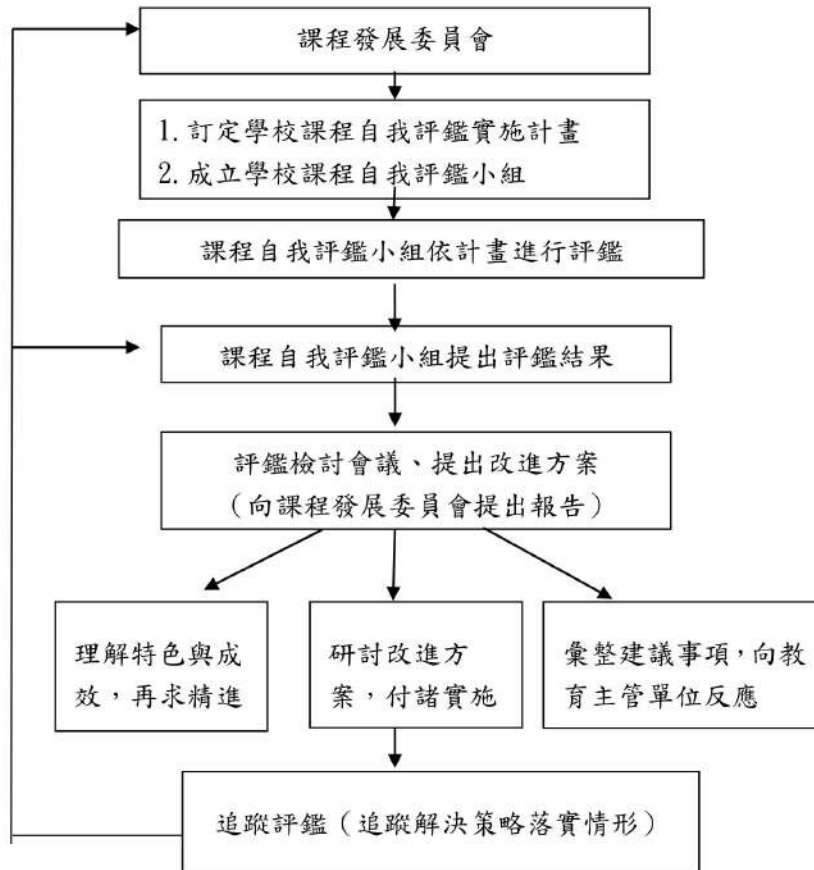 課程發展委員會
1. 訂定學校課程自我評鑑實施計畫
2. 成立學校課程自我評鑑小組
課程自我評鑑小組依計畫進行評鑑
課程自我評鑑小組提出評鑑結果
評鑑檢討會議、提出改進方案
（向課程發展委員會提出報告）
理解特色與成
效，再求精進
研討改進方
案，付諸實施
彙整建議事項，向教
育主管單位反應
追蹤評鑑（追蹤解決策略落實情形）